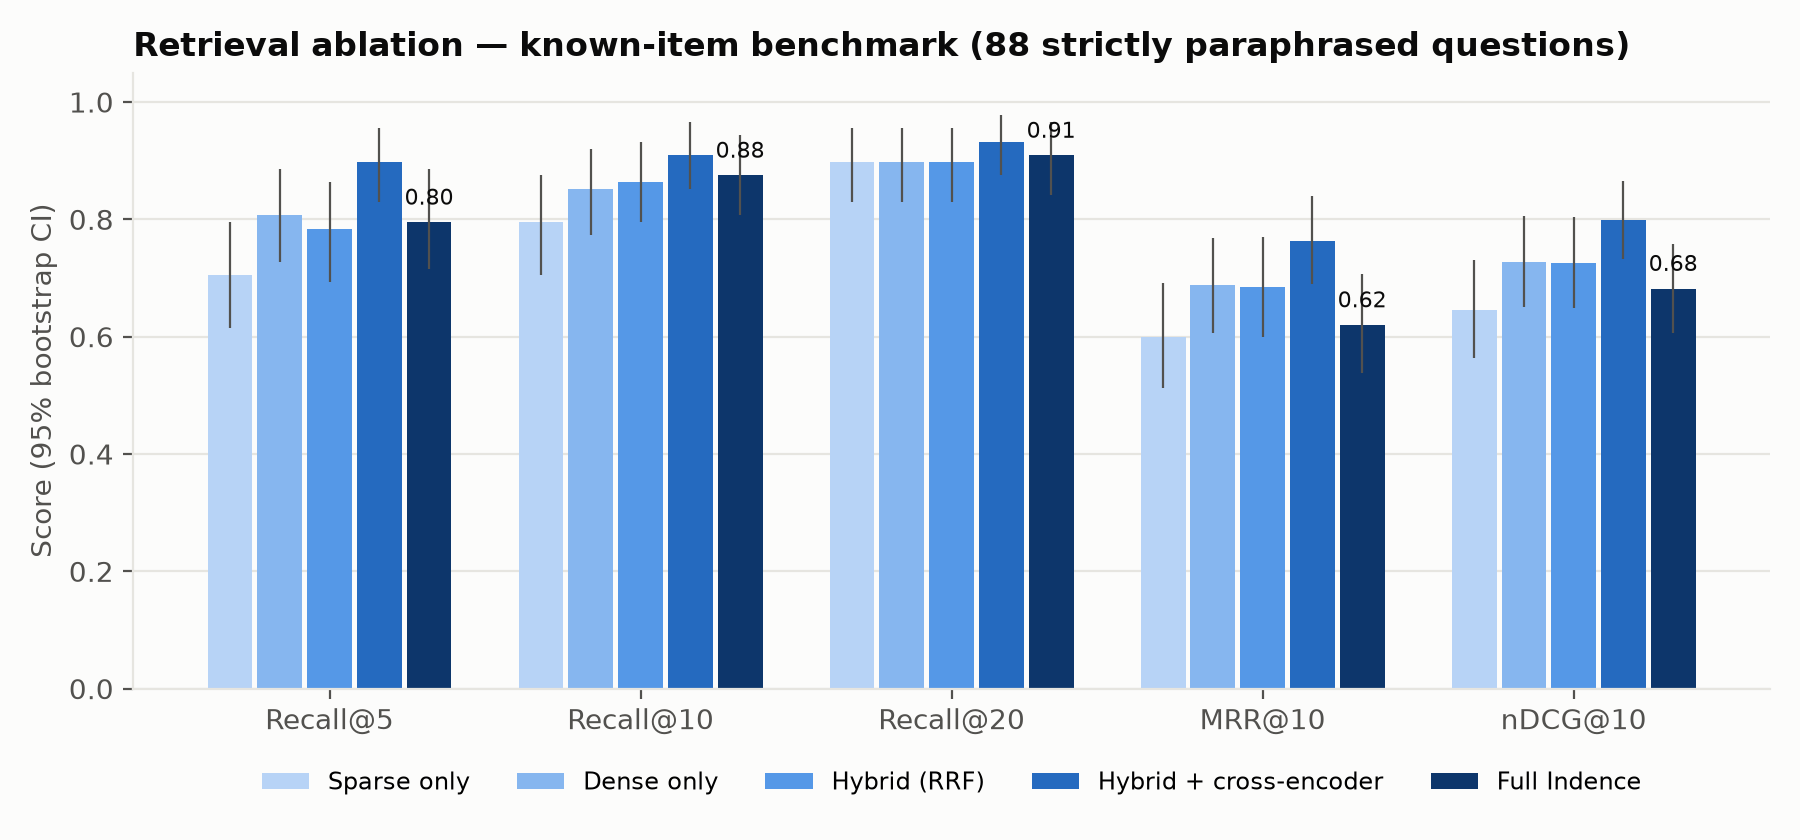 Retrieval ablation — known-item benchmark (88 strictly paraphrased questions)
Score (95% bootstrap CI)
1.0
0.8
0.6
0.4
0.2
0.0
0.80
0.88
0.91
0.62
0.68
Recall@5
Recall@10
Recall@20
MRR@10
nDCG@10
Sparse only
Dense only
Hybrid (RRF)
Hybrid + cross-encoder
Full Indence